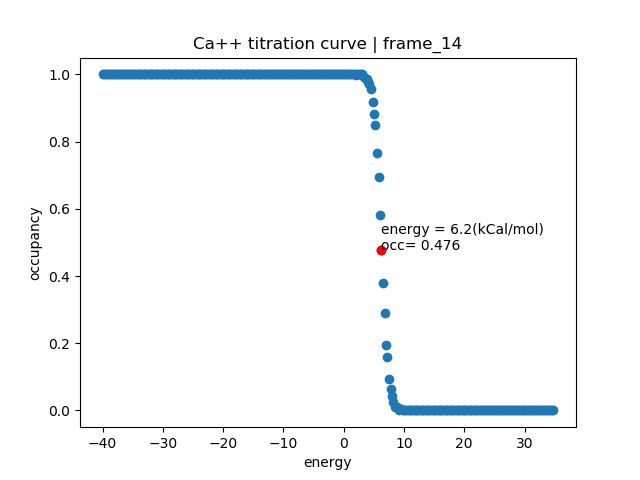 Ca++ titration curve | frame_14
1.0
0.8
0.6
0.4
0.2
0.0
occupancy
energy = 6.2(kCal/mol)
occ= 0.476
−40
−30
−20
−10
0
10
20
30
energy